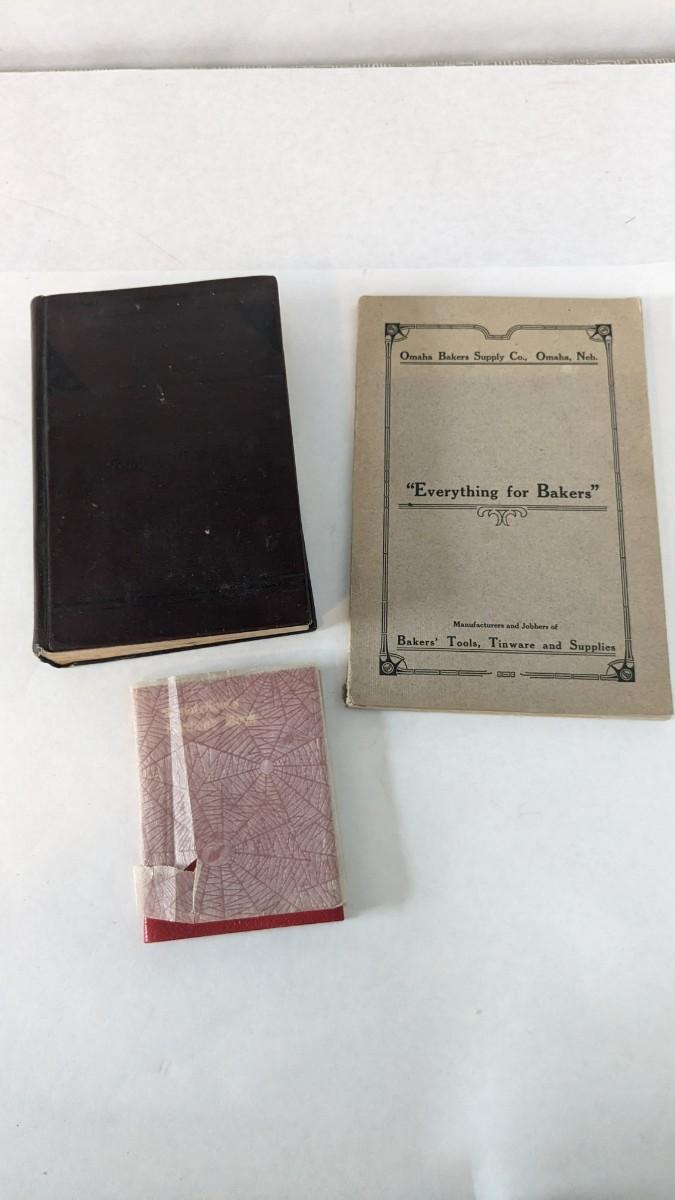 Omaha Bakers Supply Co., Omaha, Neb.
"Everything for Bakers"
Manufacturers and Jobbers of
Bakers' Tools, Tinware and Supplies